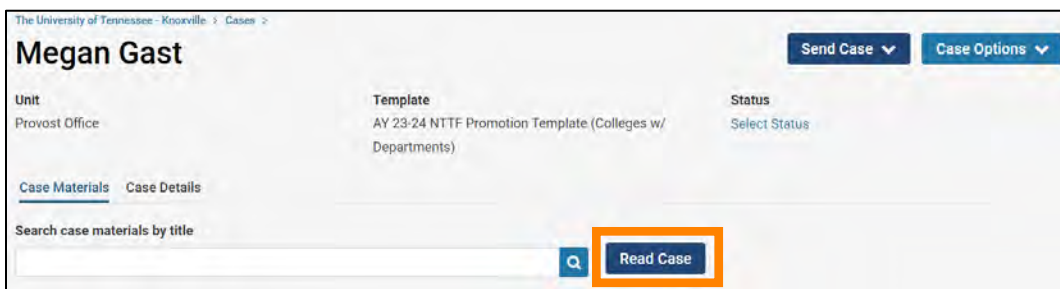 The University of Tennessee - Knoxville > Cases >
Megan Gast
Send Case
Case Options
Unit
Template
Status
Provost Office
AY 23-24 NTTF Promotion Template (Colleges w/
Departments)
Select Status
Case Materials
Case Details
Search case materials by title
Read Case